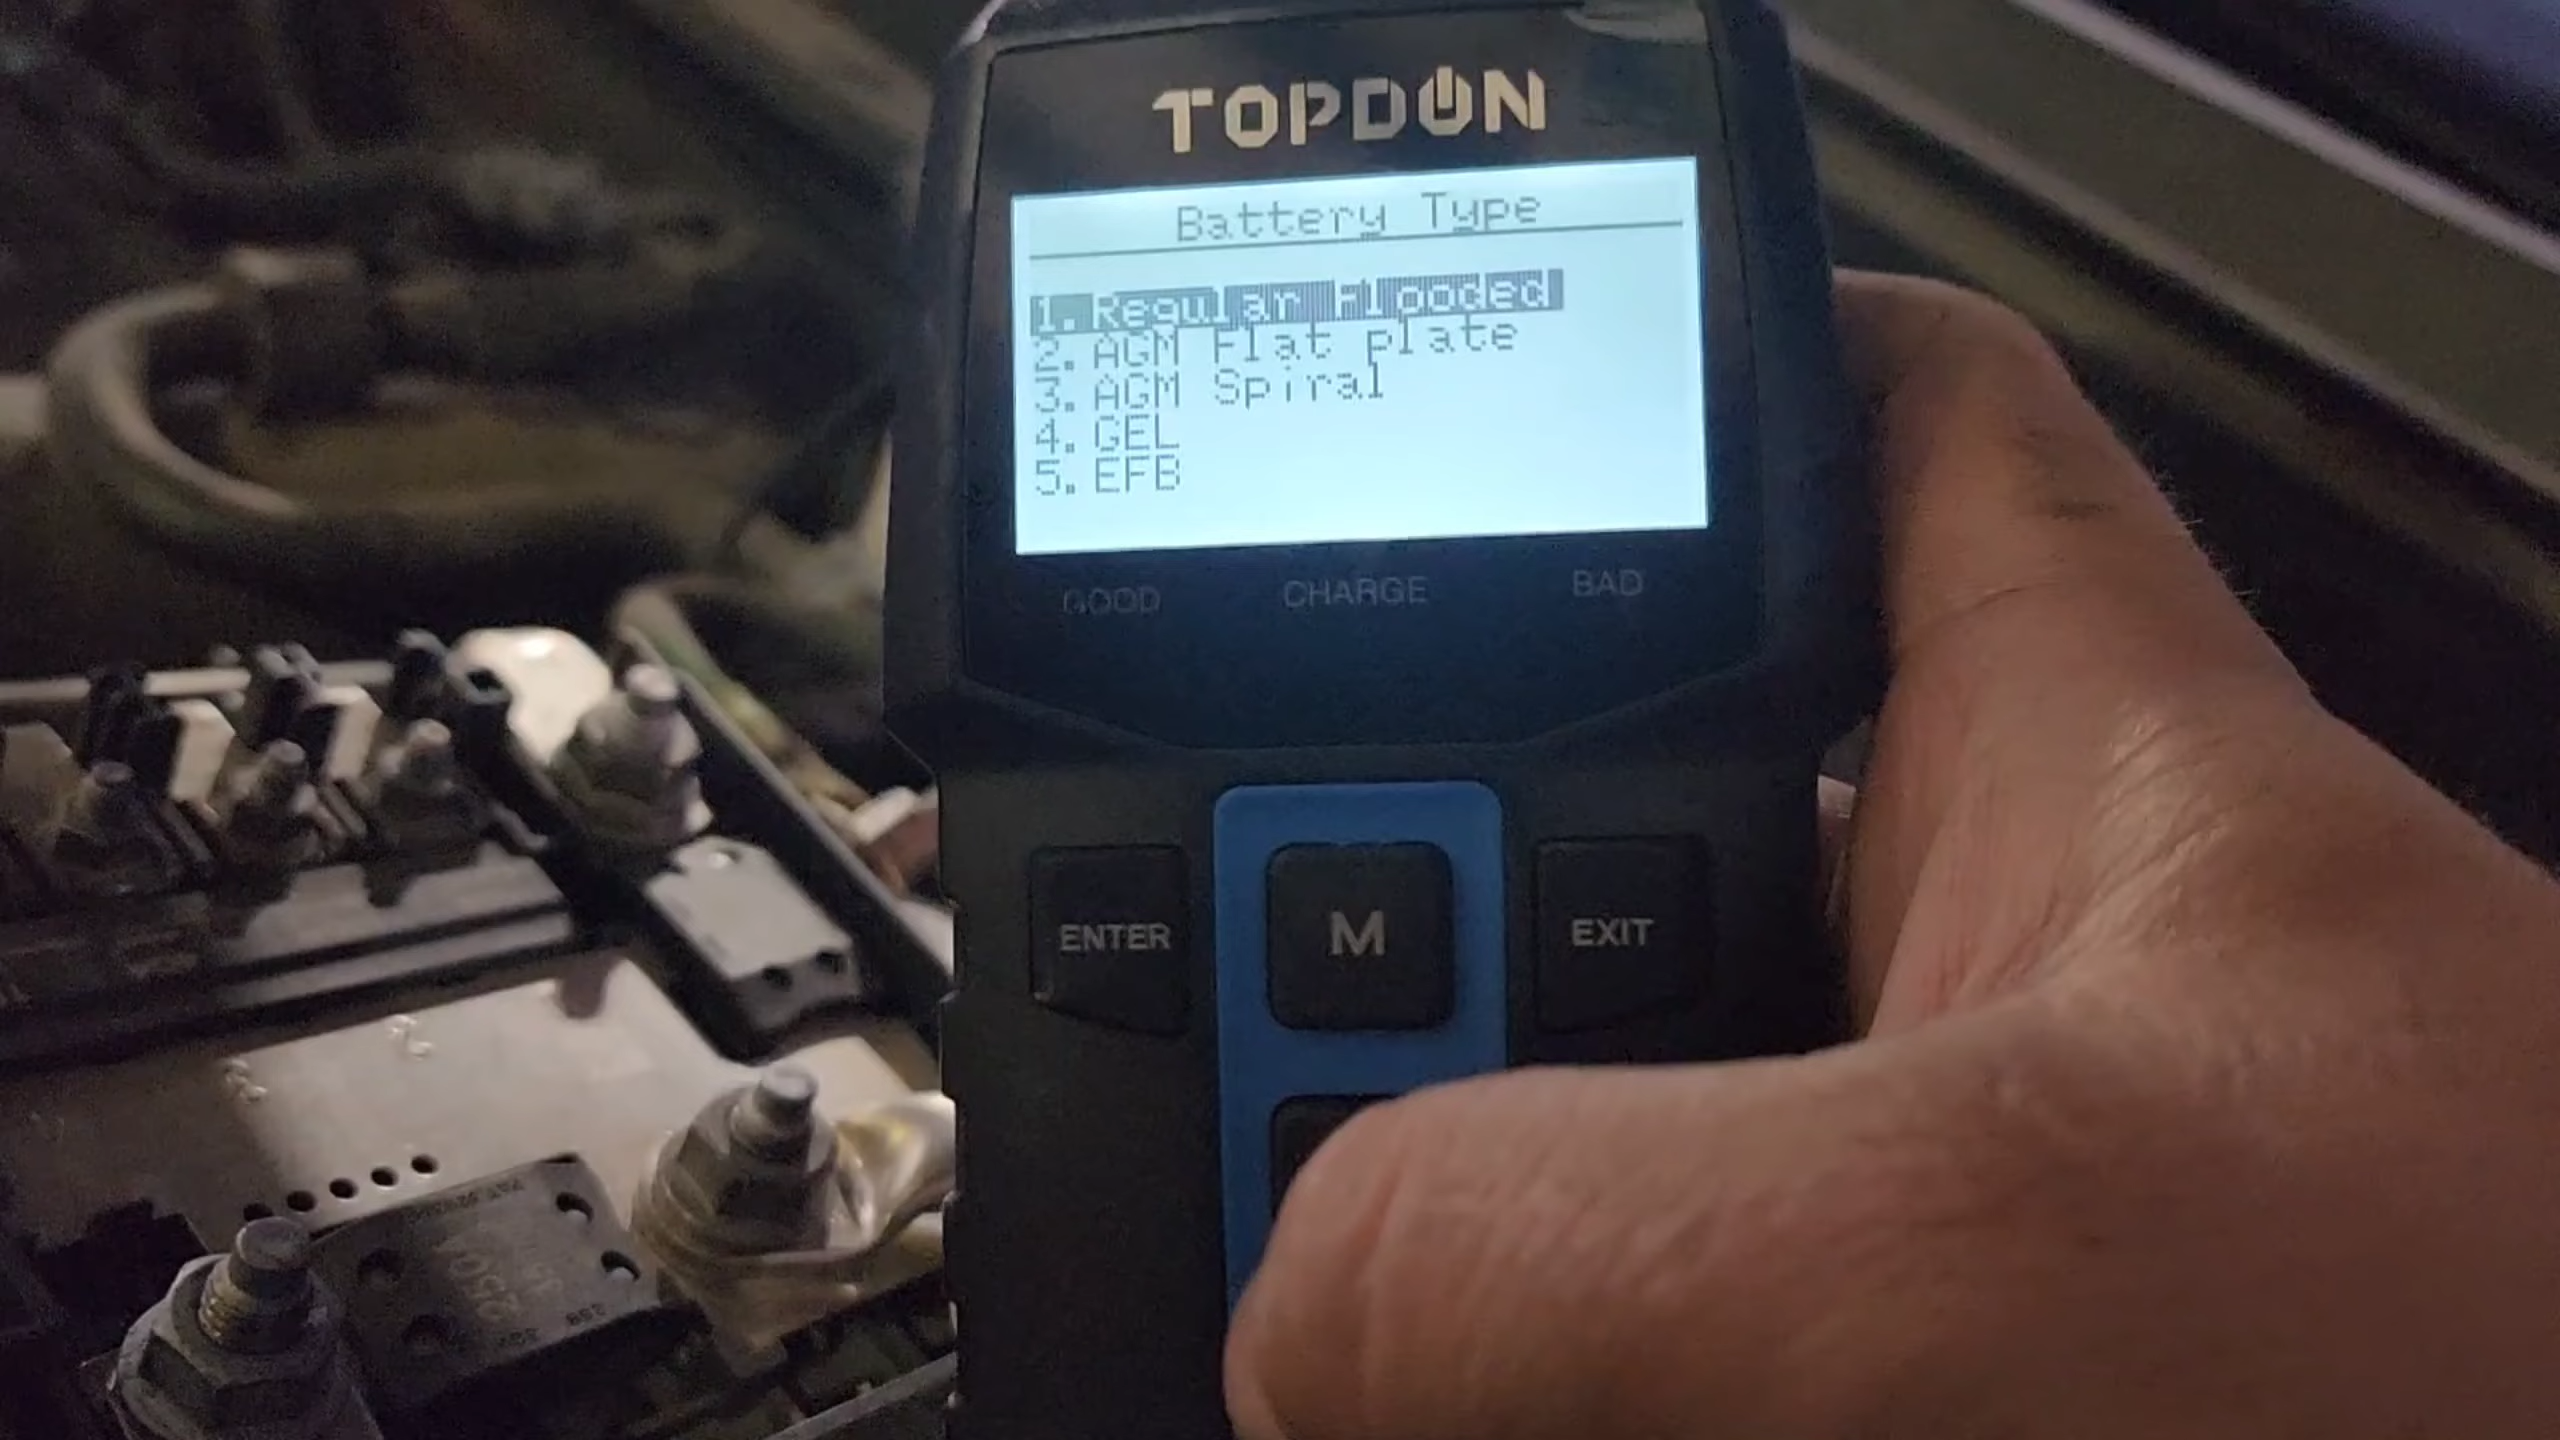 TOPDON
Battery Type
1. Regular Flooded
2. AGM Flat plate
3. AGM Spiral
4. GEL
5. EFB
GOOD CHARGE BAD
ENTER M EXIT